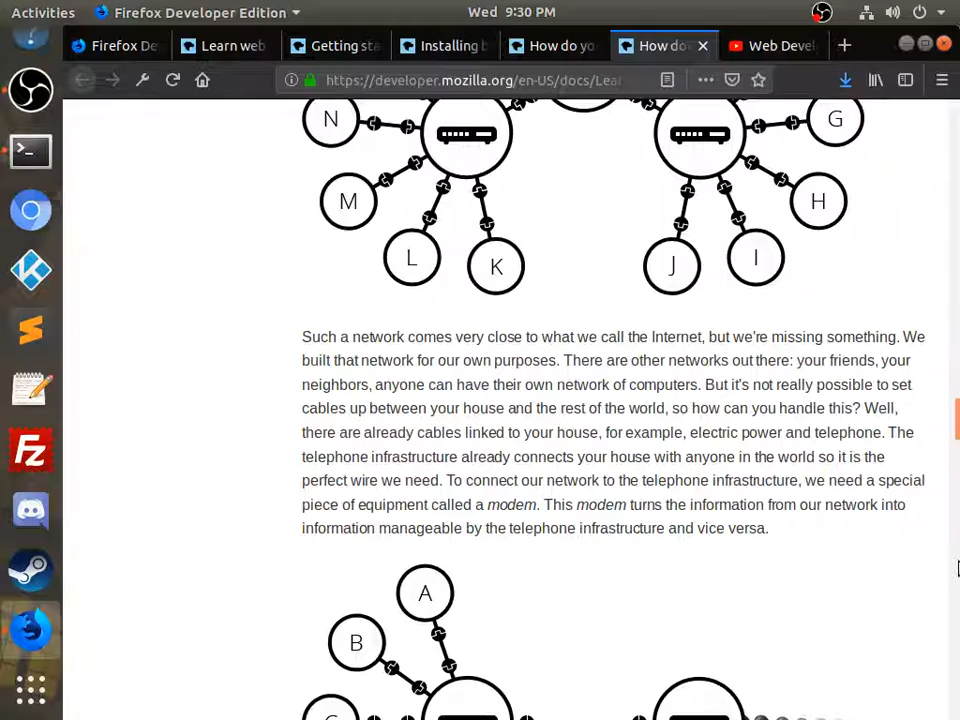 Activities Firefox Developer Edition Wed 9:30 PM
Firefox De Learn web Getting sta Installing b How do yo How do Web Devel
https://developer.mozilla.org/en-US/docs/Lea
N G
M H
L K J I
Such a network comes very close to what we call the Internet, but we're missing something. We
built that network for our own purposes. There are other networks out there: your friends, your
neighbors, anyone can have their own network of computers. But it's not really possible to set
cables up between your house and the rest of the world, so how can you handle this? Well,
there are already cables linked to your house, for example, electric power and telephone. The
telephone infrastructure already connects your house with anyone in the world so it is the
perfect wire we need. To connect our network to the telephone infrastructure, we need a special
piece of equipment called a modem. This modem turns the information from our network into
information manageable by the telephone infrastructure and vice versa.
A
B
C
Fz